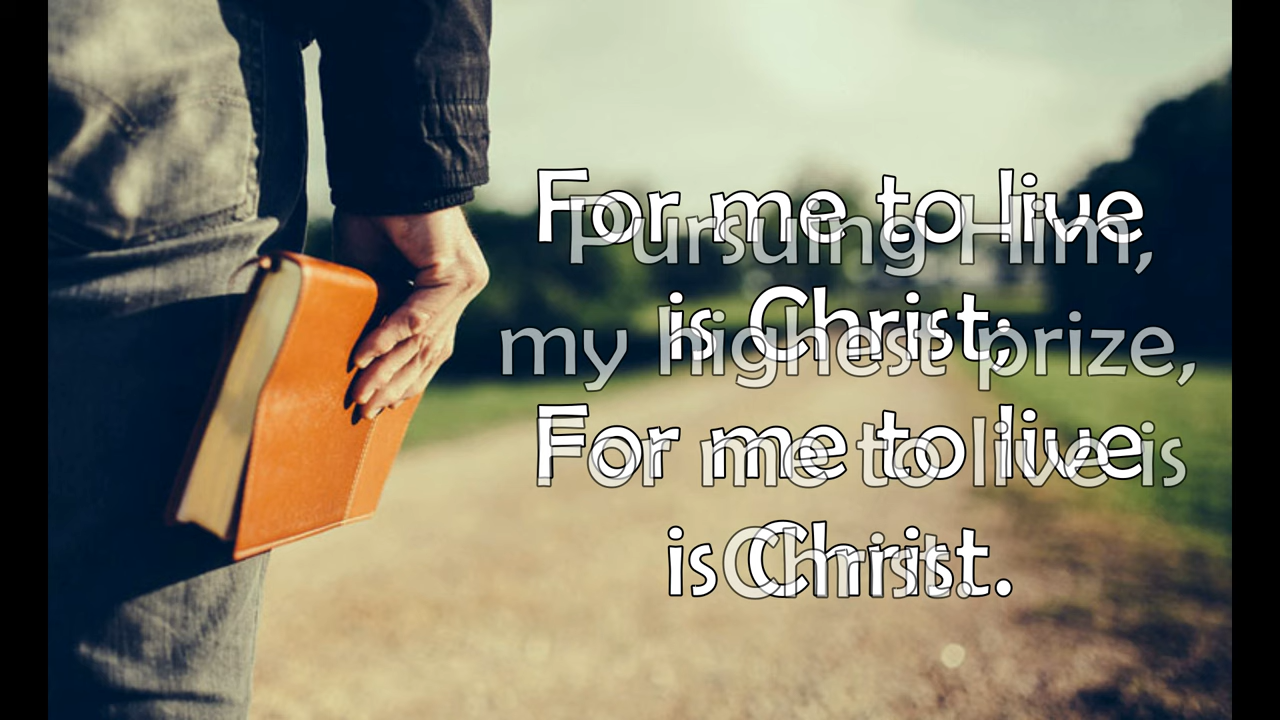 For me to live
is Christ;
For me to live
is Christ.
Pursuing Him,
my highest prize,
For me to live is
Christ.